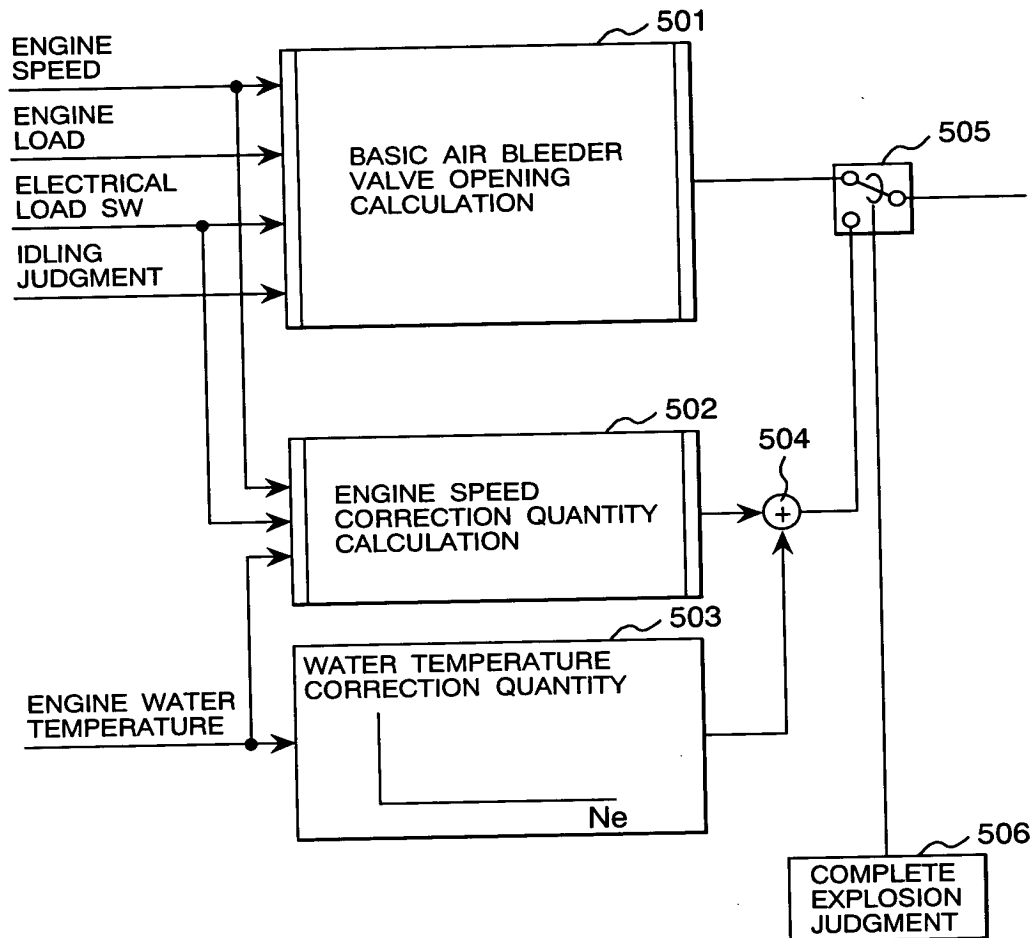 501
ENGINE
SPEED
ENGINE
LOAD
ELECTRICAL
LOAD SW
IDLING
JUDGMENT
BASIC AIR BLEEDER
VALVE OPENING
CALCULATION
505
502
504
ENGINE SPEED
CORRECTION QUANTITY
CALCULATION
+
503
WATER TEMPERATURE
CORRECTION QUANTITY
Ne
ENGINE WATER
TEMPERATURE
506
COMPLETE
EXPLOSION
JUDGMENT